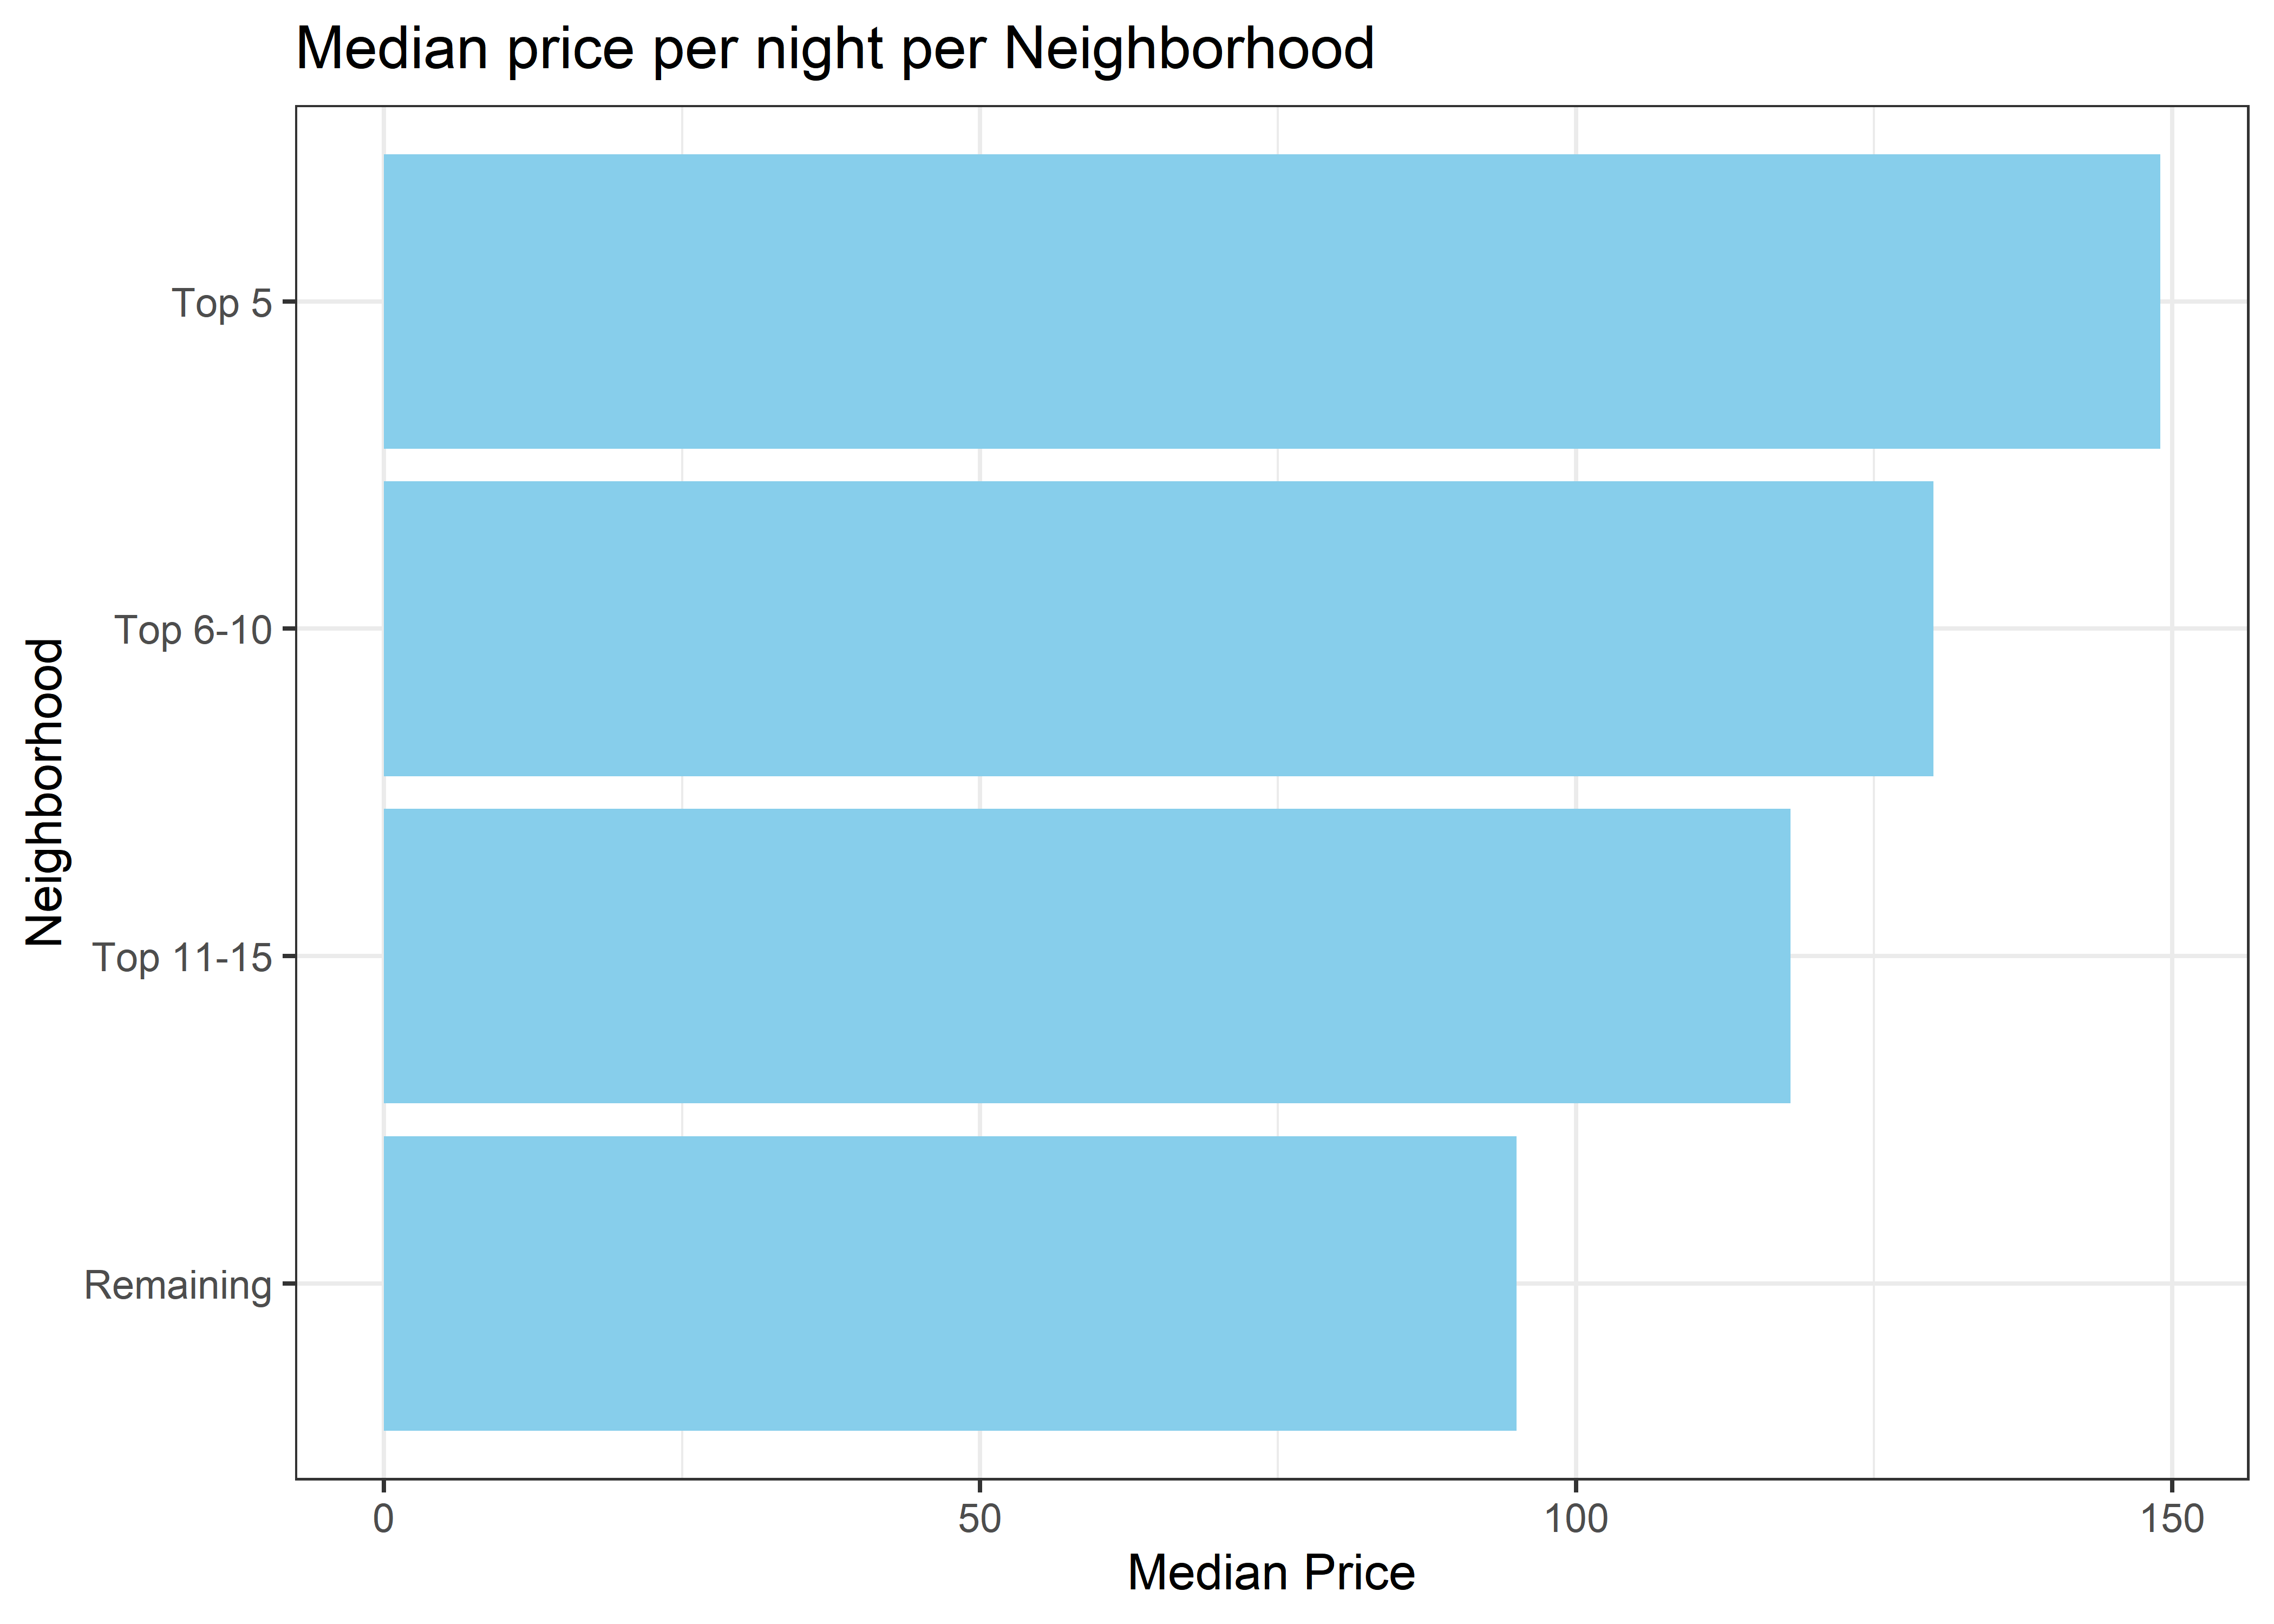 Median price per night per Neighborhood
Neighborhood
Top 5
Top 6-10
Top 11-15
Remaining
0 50 100 150
Median Price